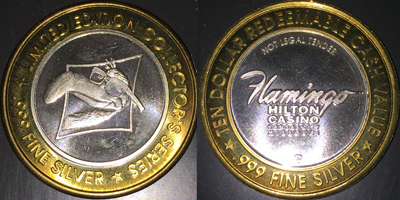 LIMITED EDITION COLLECTOR'S SERIES
★ .999 FINE SILVER ★
TEN DOLLAR REDEEMABLE CASH VALUE
NOT LEGAL TENDER
Flamingo
HILTON
CASINO
★ .999 FINE SILVER ★